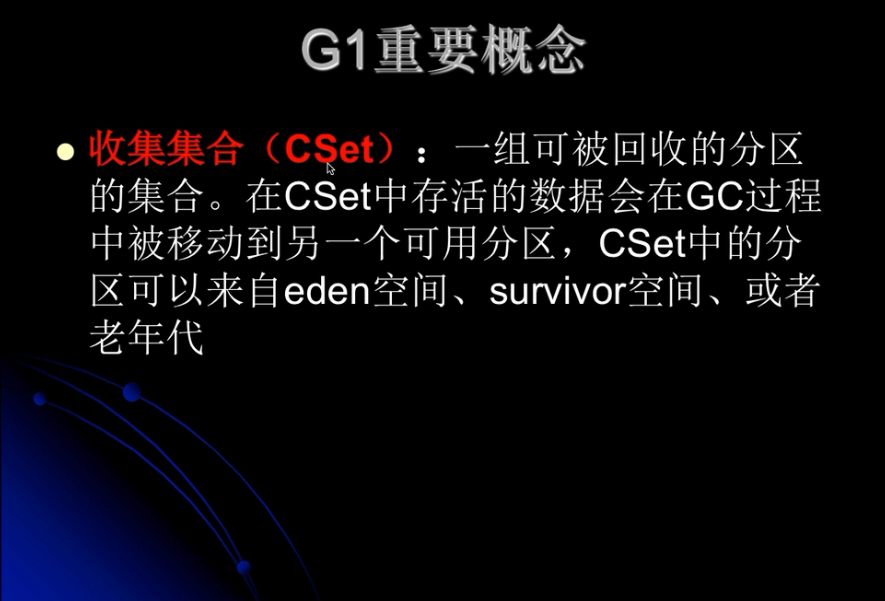 G1重要概念
收集集合（CSet）：一组可被回收的分区
的集合。在CSet中存活的数据会在GC过程
中被移动到另一个可用分区，CSet中的分
区可以来自eden空间、survivor空间、或者
老年代